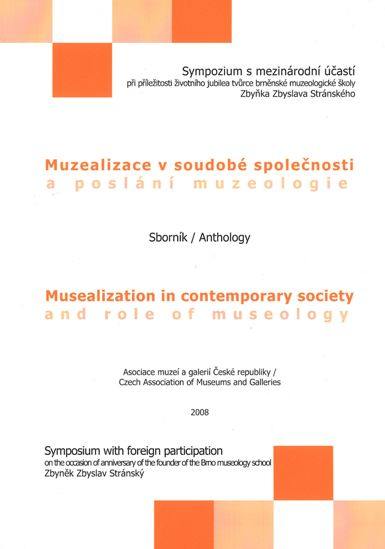 Sympozium s mezinárodní účastí
při příležitosti životního jubilea tvůrce brněnské muzeologické školy
Zbyňka Zbyslava Stránského
Muzealizace v soudobé společnosti
a poslání muzeologie
Sborník / Anthology
Musealization in contemporary society
and role of museology
Asociace muzeí a galerií České republiky /
Czech Association of Museums and Galleries
2008
Symposium with foreign participation
on the occasion of anniversary of the founder of the Brno museology school
Zbyněk Zbyslav Stránský